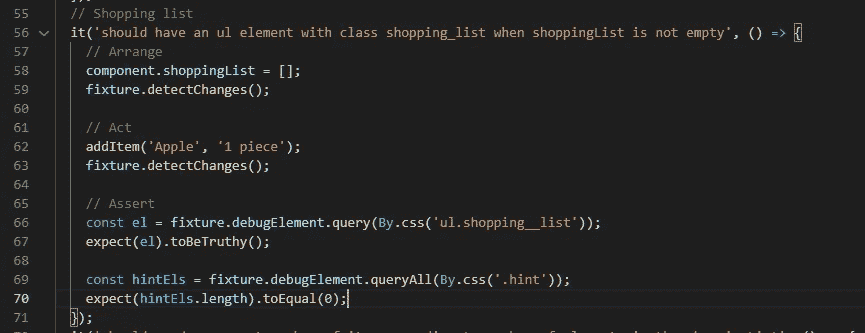 55 // Shopping list
56 it('should have an ul element with class shopping_list when shoppingList is not empty', () => {
57 // Arrange
58 component.shoppingList = [];
59 fixture.detectChanges();
60
61 // Act
62 addItem('Apple', '1 piece');
63 fixture.detectChanges();
64
65 // Assert
66 const el = fixture.debugElement.query(By.css('ul.shopping__list'));
67 expect(el).toBeTruthy();
68
69 const hintEls = fixture.debugElement.queryAll(By.css('.hint'));
70 expect(hintEls.length).toEqual(0);
71 });